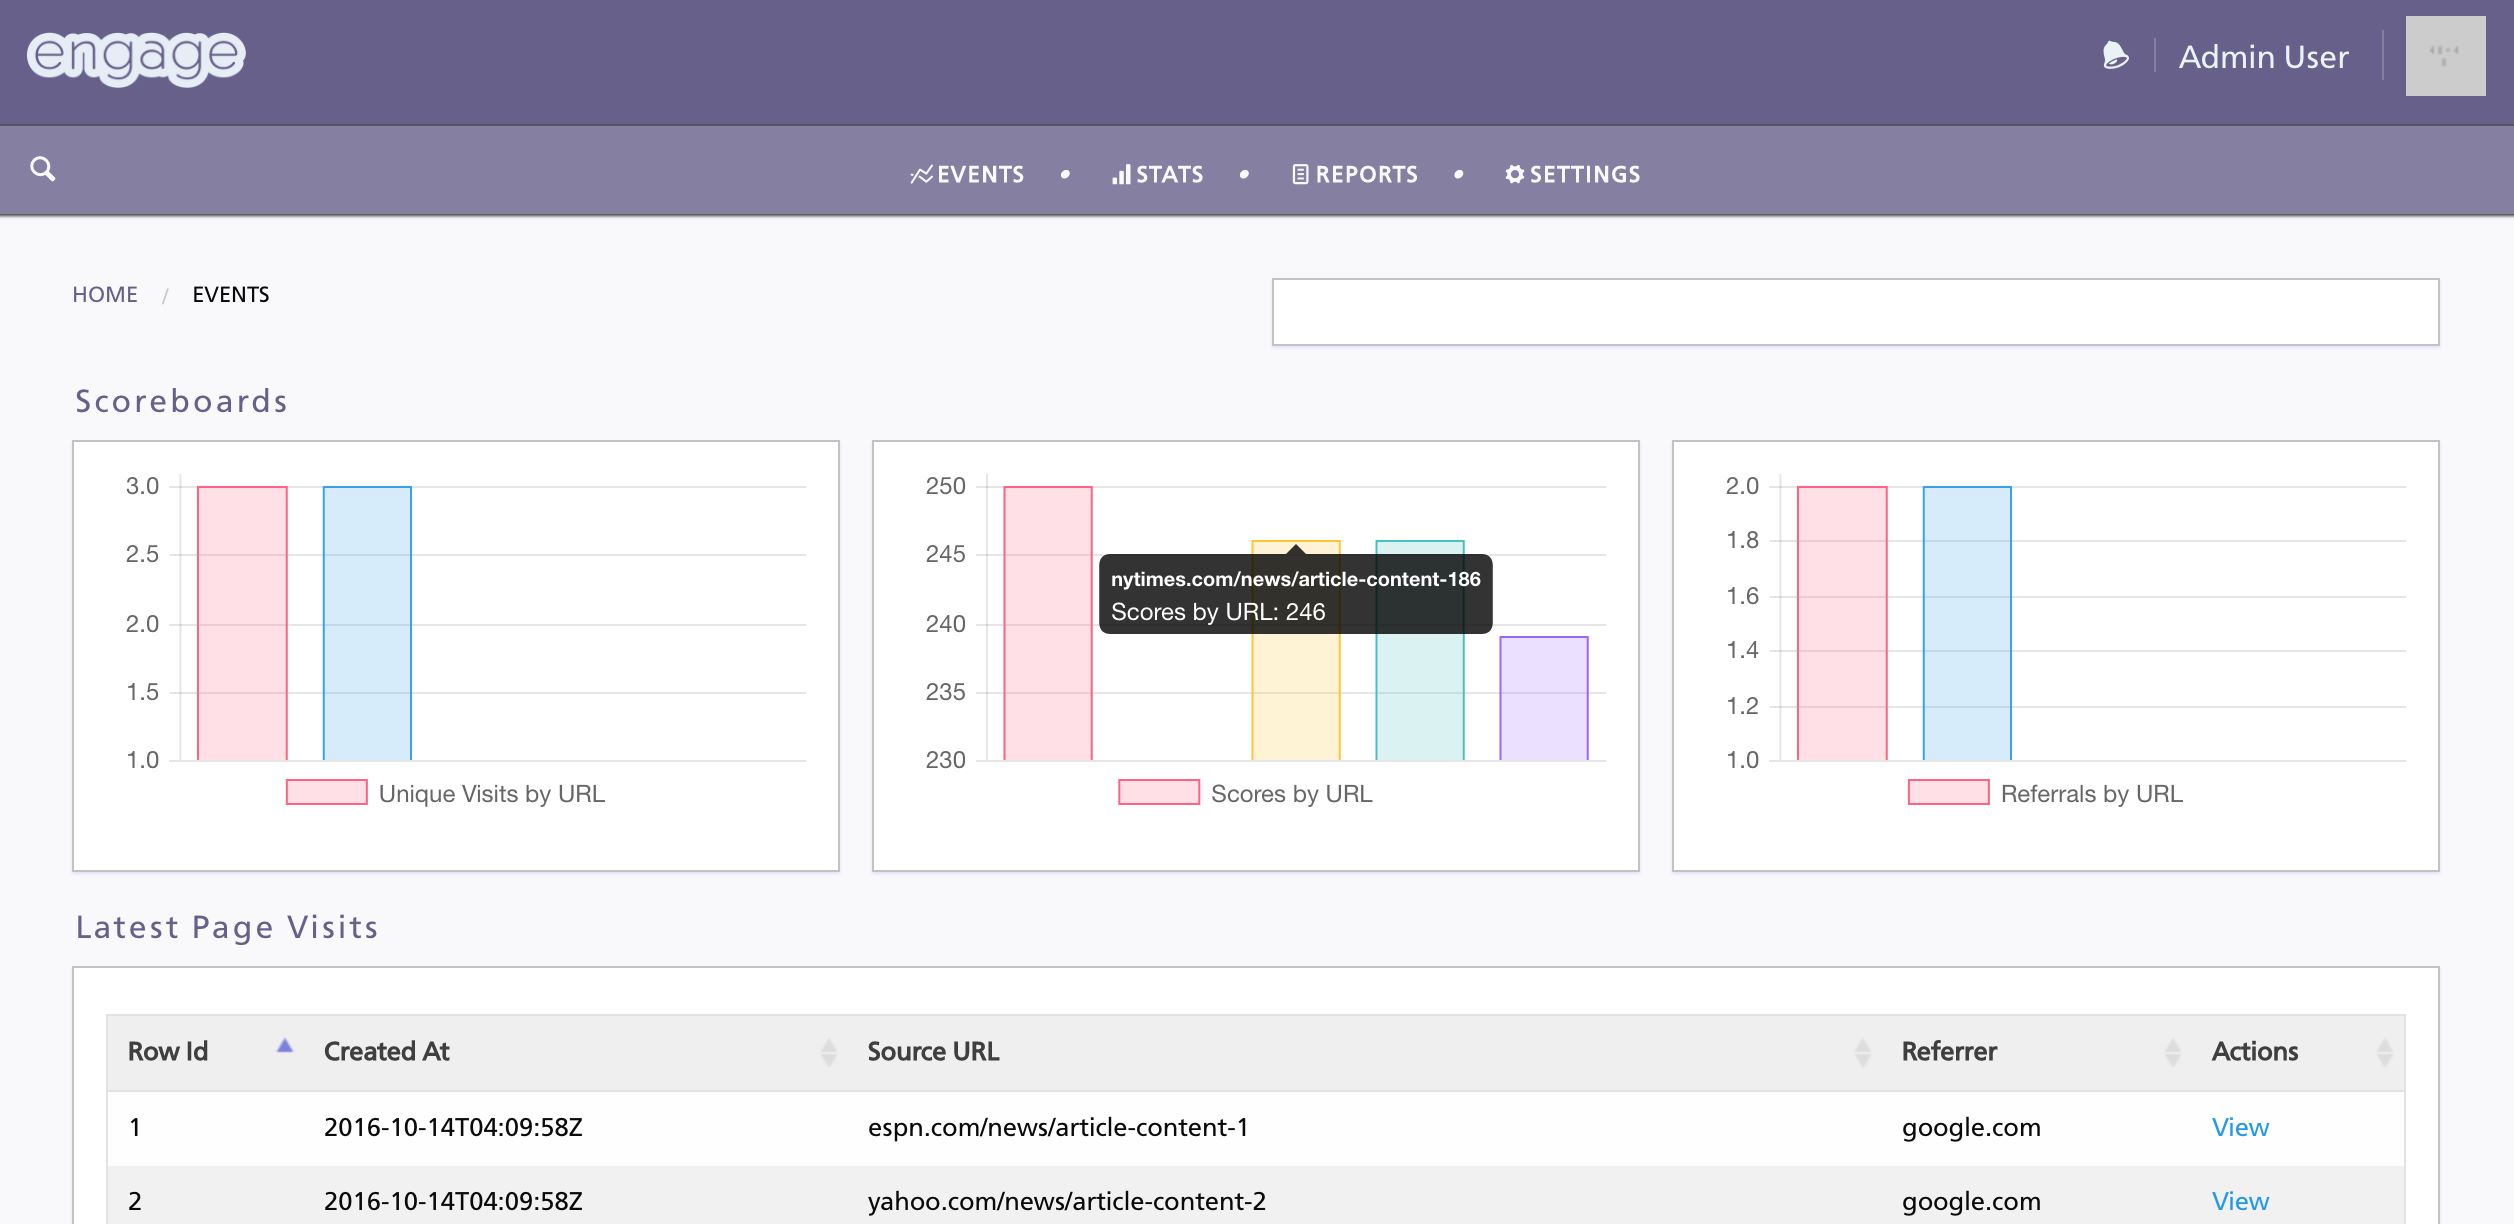 engage
Admin User
EVENTS • STATS • REPORTS • SETTINGS
HOME / EVENTS
Scoreboards
3.0
2.5
2.0
1.5
1.0
Unique Visits by URL
250
245
240
235
230
nytimes.com/news/article-content-186
Scores by URL: 246
Scores by URL
2.0
1.8
1.6
1.4
1.2
1.0
Referrals by URL
Latest Page Visits
Row Id Created At Source URL Referrer Actions
1 2016-10-14T04:09:58Z espn.com/news/article-content-1 google.com View
2 2016-10-14T04:09:58Z yahoo.com/news/article-content-2 google.com View